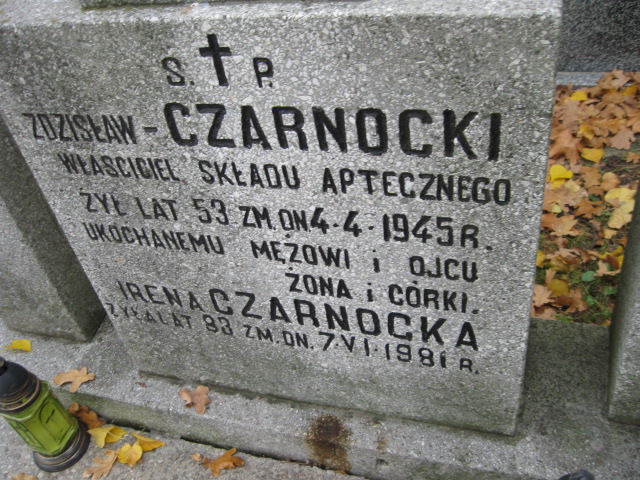 Ś. † P.
ZDZISŁAW - CZARNOCKI
WŁAŚCICIEL SKŁADU APTECZNEGO
ŻYŁ LAT 53 ZM. DN 4·4·1945 R.
UKOCHANEMU MĘŻOWI i OJCU
ŻONA i CÓRKI.
IRENA CZARNOCKA
ŻYŁA LAT 93 ZM. DN. 7·VI·1981 R.